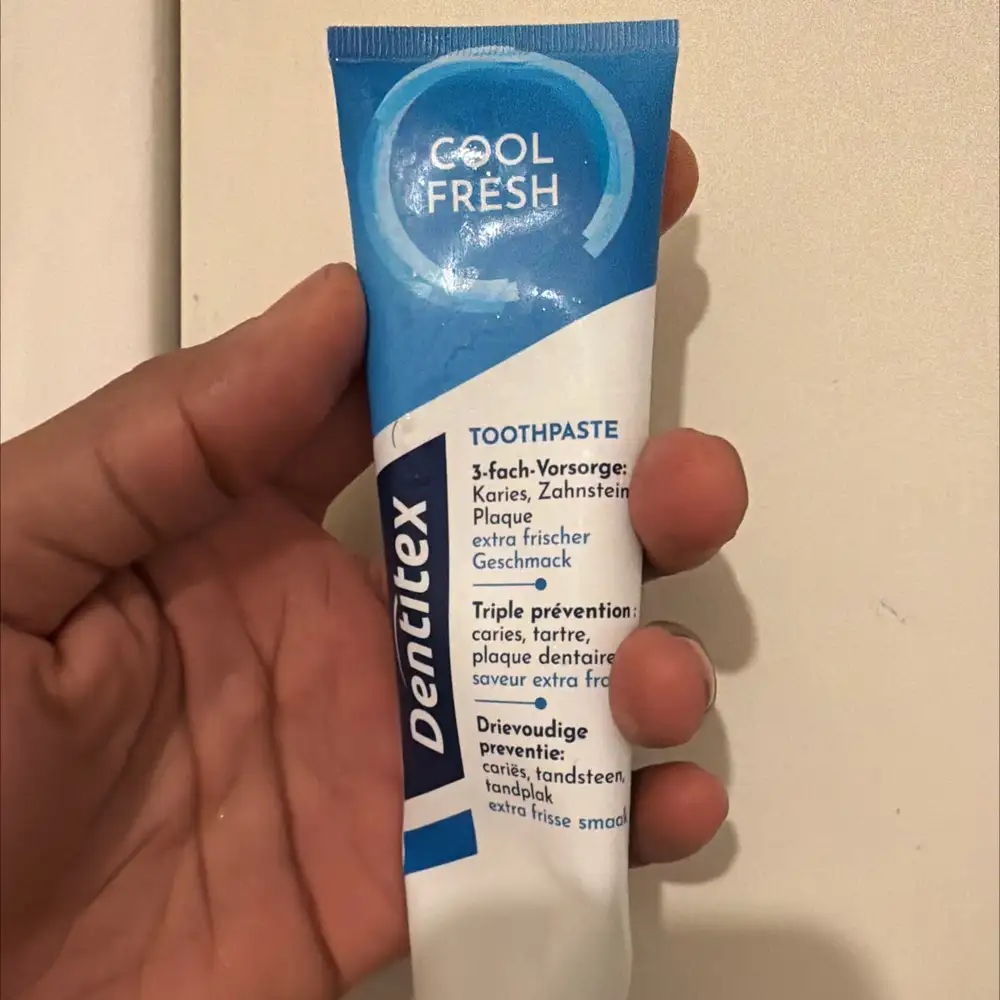 COOL
FRESH
Dentitex
TOOTHPASTE
3-fach-Vorsorge:
Karies, Zahnstein
Plaque
extra frischer
Geschmack
Triple prévention:
caries, tartre,
plaque dentaire
saveur extra
Drievoudige
preventie:
cariës, tandsteen,
tandplak
extra frisse smaak